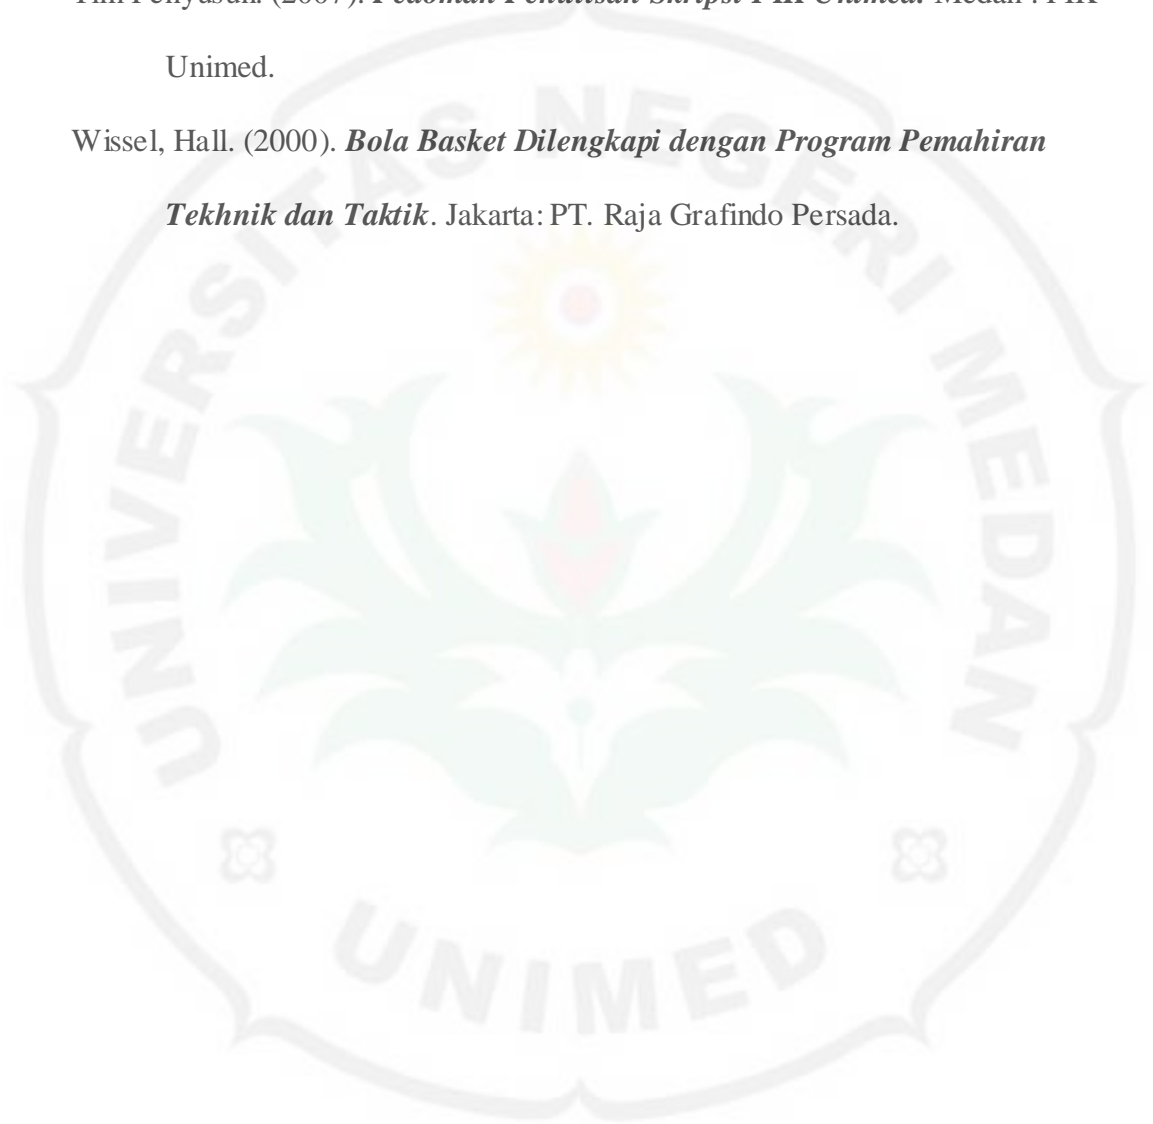 Tim Penyusun. (2007). Pedoman Penulisan Skripsi FIK Unimed. Medan : FIK
Unimed.
Wissel, Hall. (2000). Bola Basket Dilengkapi dengan Program Pemahiran
Tekhnik dan Taktik. Jakarta: PT. Raja Grafindo Persada.
UNIVERSITAS NEGERI MEDAN
UNIMED